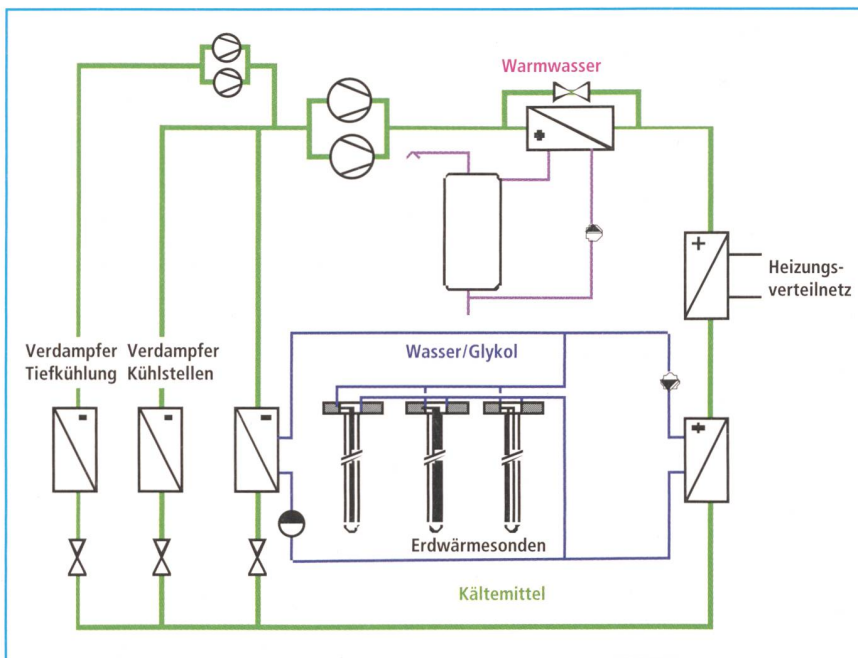 Warmwasser
Heizungs-
verteilnetz
Verdampfer
Tiefkühlung
Verdampfer
Kühlstellen
Wasser/Glykol
Erdwärmesonden
Kältemittel